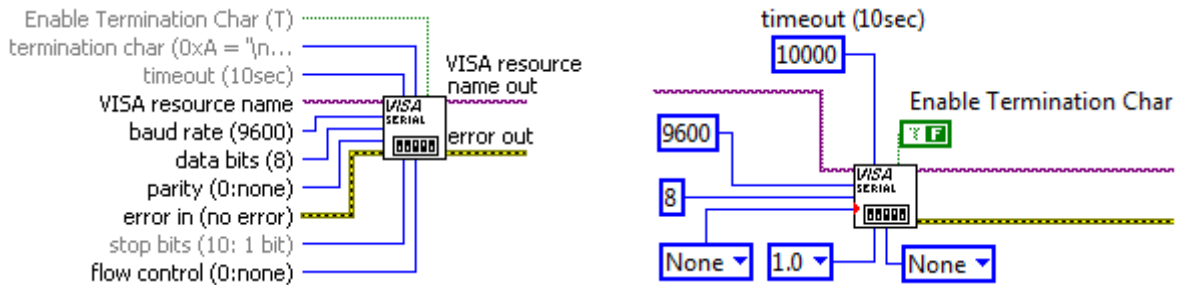 Enable Termination Char (T)
termination char (0xA = "\n...
timeout (10sec)
VISA resource name
baud rate (9600)
data bits (8)
parity (0:none)
error in (no error)
stop bits (10: 1 bit)
flow control (0:none)
VISA
SERIAL
VISA resource
name out
error out
timeout (10sec)
10000
Enable Termination Char
F
9600
8
VISA
SERIAL
None
1.0
None